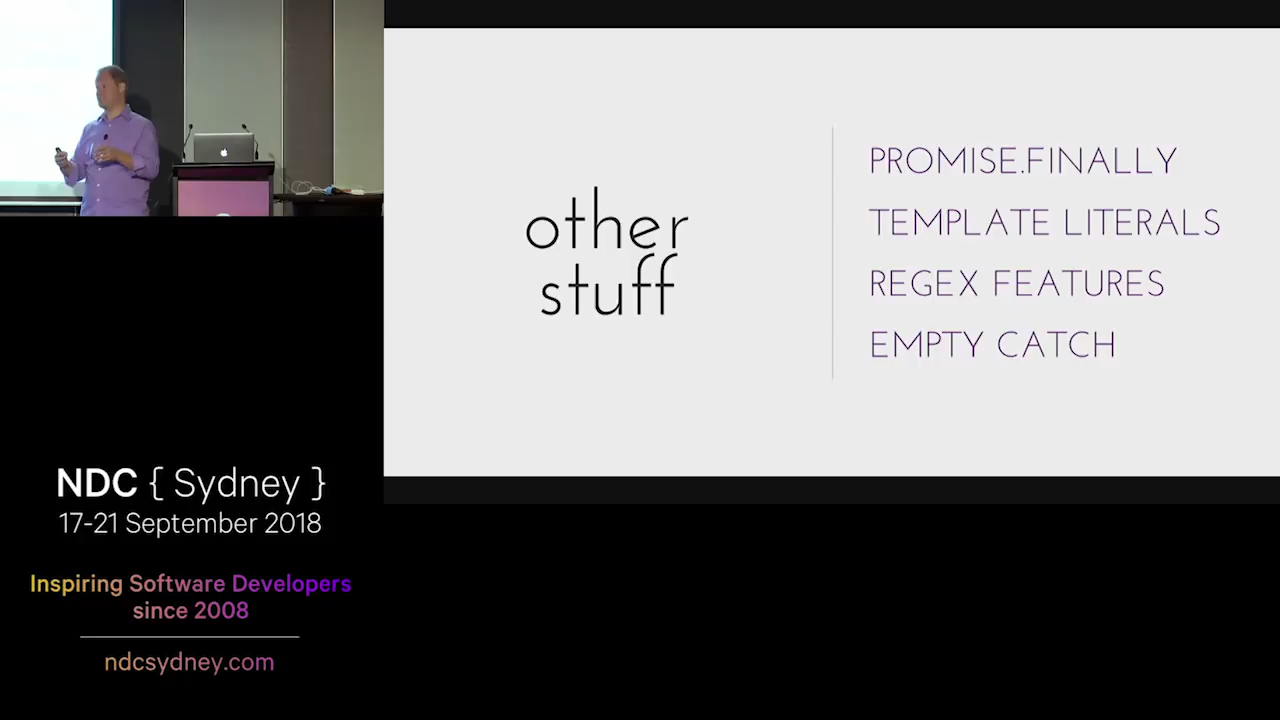 other
stuff
PROMISE.FINALLY
TEMPLATE LITERALS
REGEX FEATURES
EMPTY CATCH
NDC { Sydney }
17-21 September 2018
Inspiring Software Developers
since 2008
ndcsydney.com